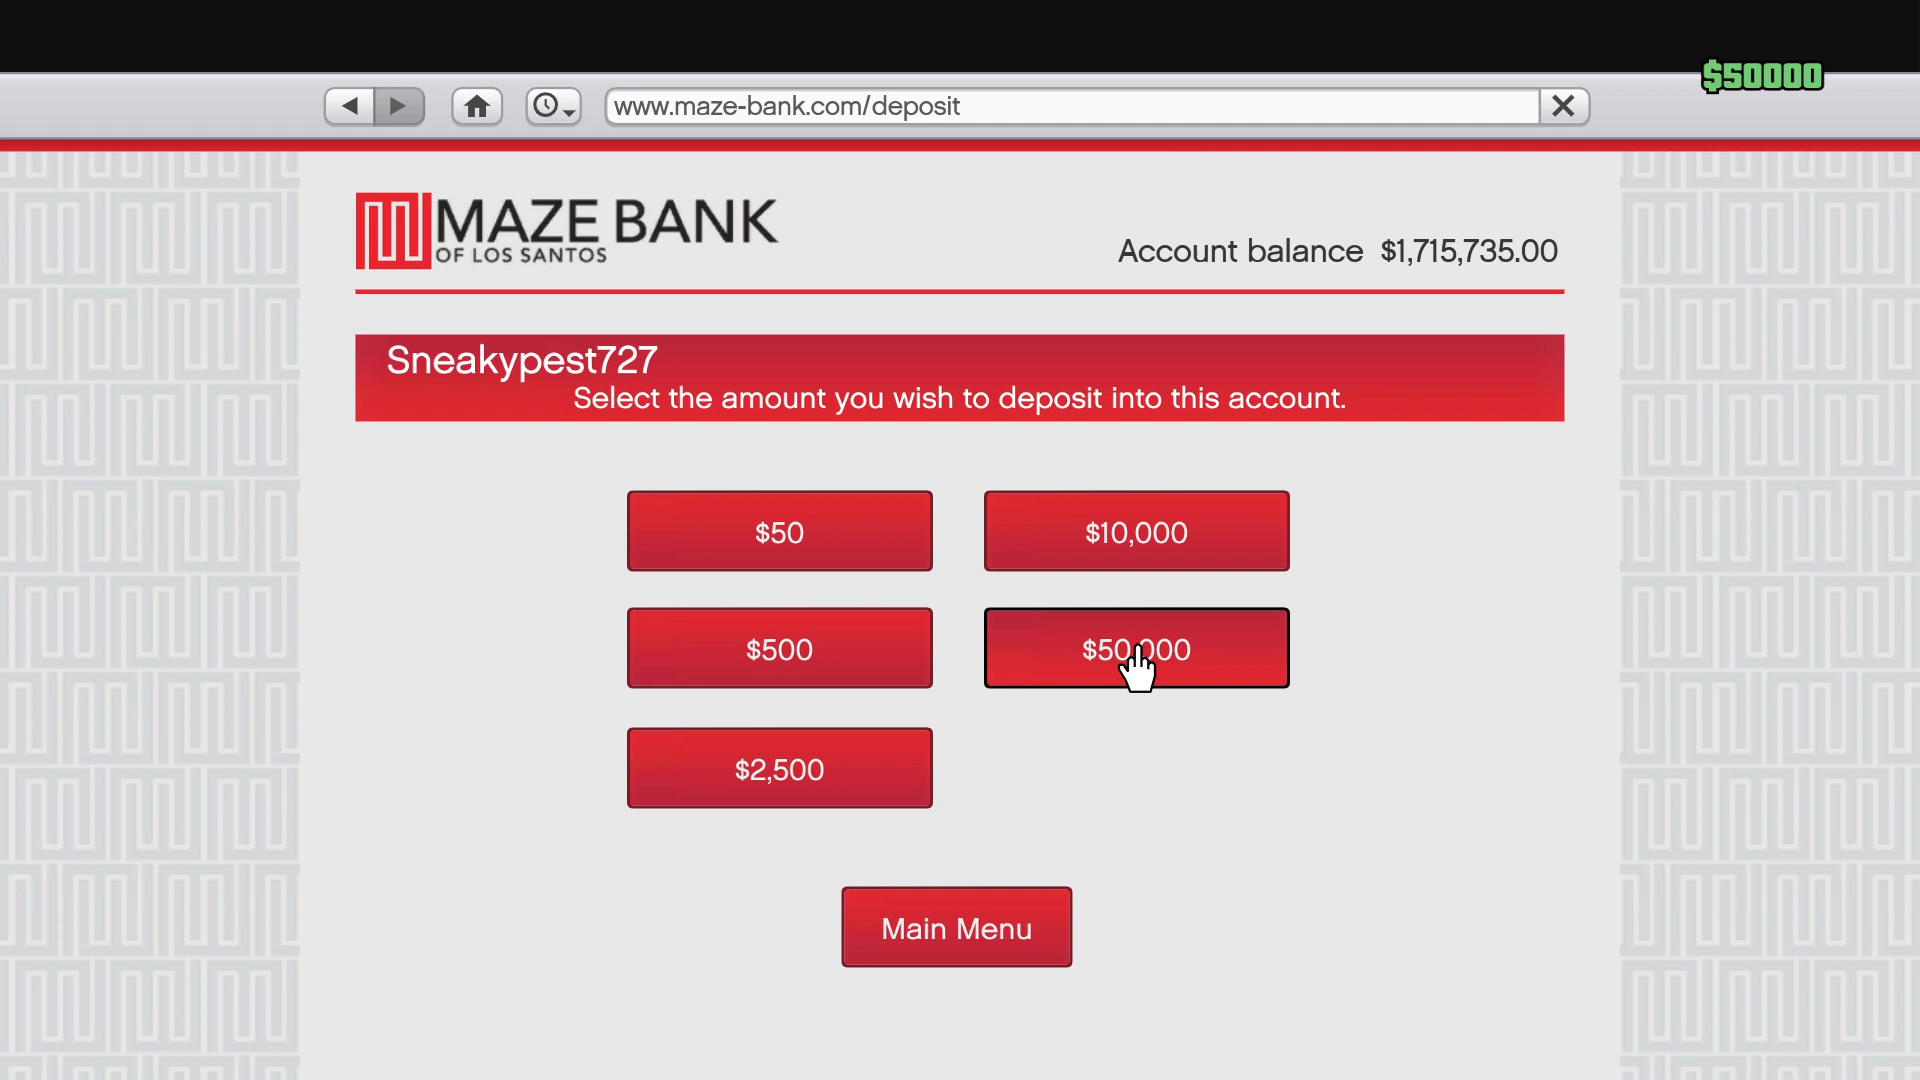 $50000
www.maze-bank.com/deposit
MAZE BANK
OF LOS SANTOS
Account balance $1,715,735.00
Sneakypest727
Select the amount you wish to deposit into this account.
$50
$10,000
$500
$50,000
$2,500
Main Menu